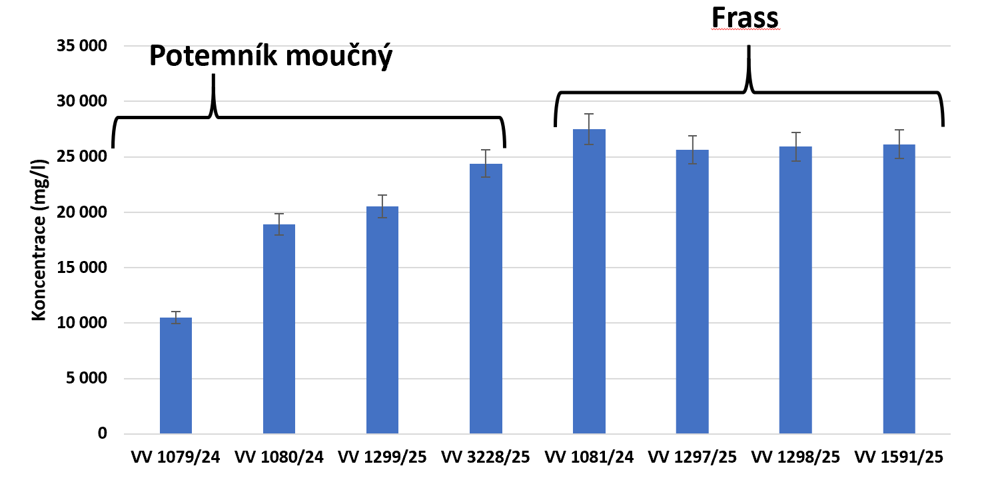 Frass
Potemník moučný
Koncentrace (mg/l)
35 000
30 000
25 000
20 000
15 000
10 000
5 000
0
VV 1079/24
VV 1080/24
VV 1299/25
VV 3228/25
VV 1081/24
VV 1297/25
VV 1298/25
VV 1591/25